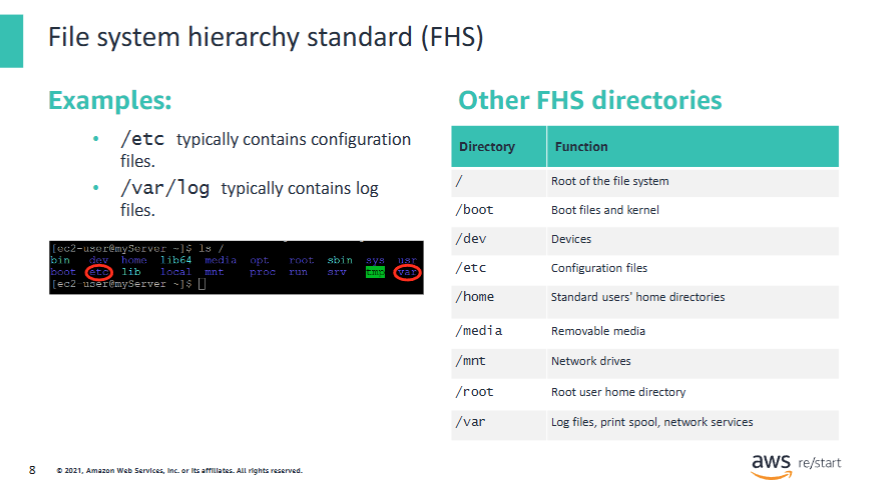 File system hierarchy standard (FHS)
Examples:
• /etc typically contains configuration
files.
• /var/log typically contains log
files.
[ec2-user@myServer ~]$ ls /
bin dev home lib64 media opt root sbin sys usr
boot etc lib local mnt proc run srv tmp var
[ec2-user@myServer ~]$
Other FHS directories
Directory Function
/ Root of the file system
/boot Boot files and kernel
/dev Devices
/etc Configuration files
/home Standard users' home directories
/media Removable media
/mnt Network drives
/root Root user home directory
/var Log files, print spool, network services
8 © 2021, Amazon Web Services, Inc. or its affiliates. All rights reserved.
aws re/start